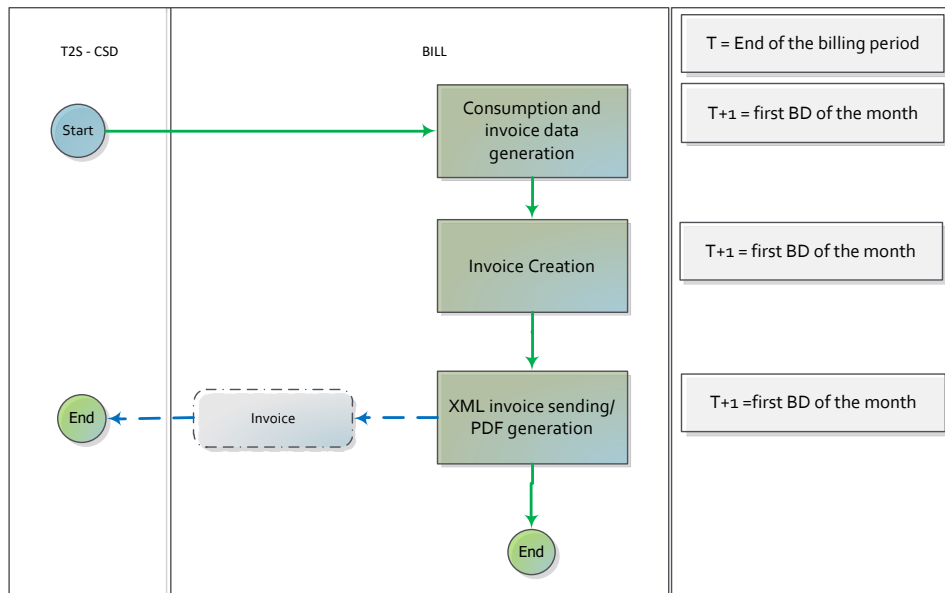 T2S - CSD
BILL
T = End of the billing period
Start
Consumption and
invoice data
generation
T+1 = first BD of the month
Invoice Creation
T+1 = first BD of the month
End
Invoice
XML invoice sending/
PDF generation
T+1 =first BD of the month
End